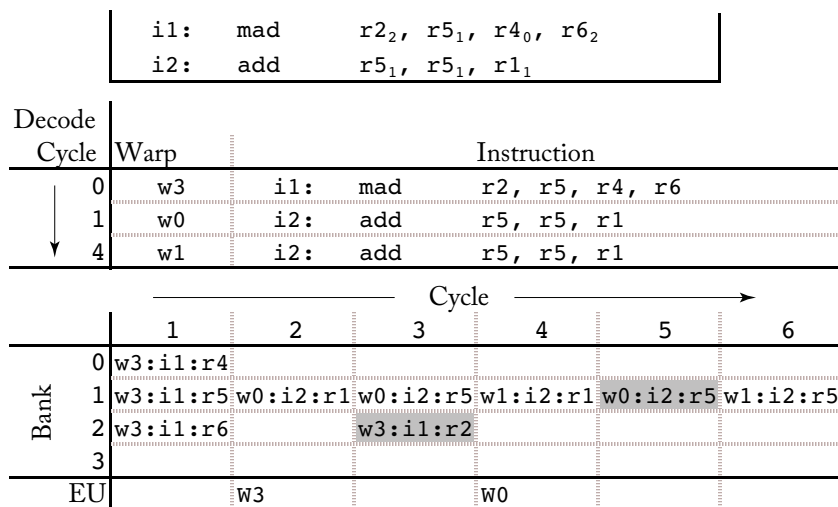 i1: mad r2₂, r5₁, r4₀, r6₂
i2: add r5₁, r5₁, r1₁
Decode
Cycle Warp Instruction
0 w3 i1: mad r2, r5, r4, r6
1 w0 i2: add r5, r5, r1
4 w1 i2: add r5, r5, r1
Cycle
1 2 3 4 5 6
Bank
0 w3:i1:r4
1 w3:i1:r5 w0:i2:r1 w0:i2:r5 w1:i2:r1 w0:i2:r5 w1:i2:r5
2 w3:i1:r6 w3:i1:r2
3
EU W3 W0